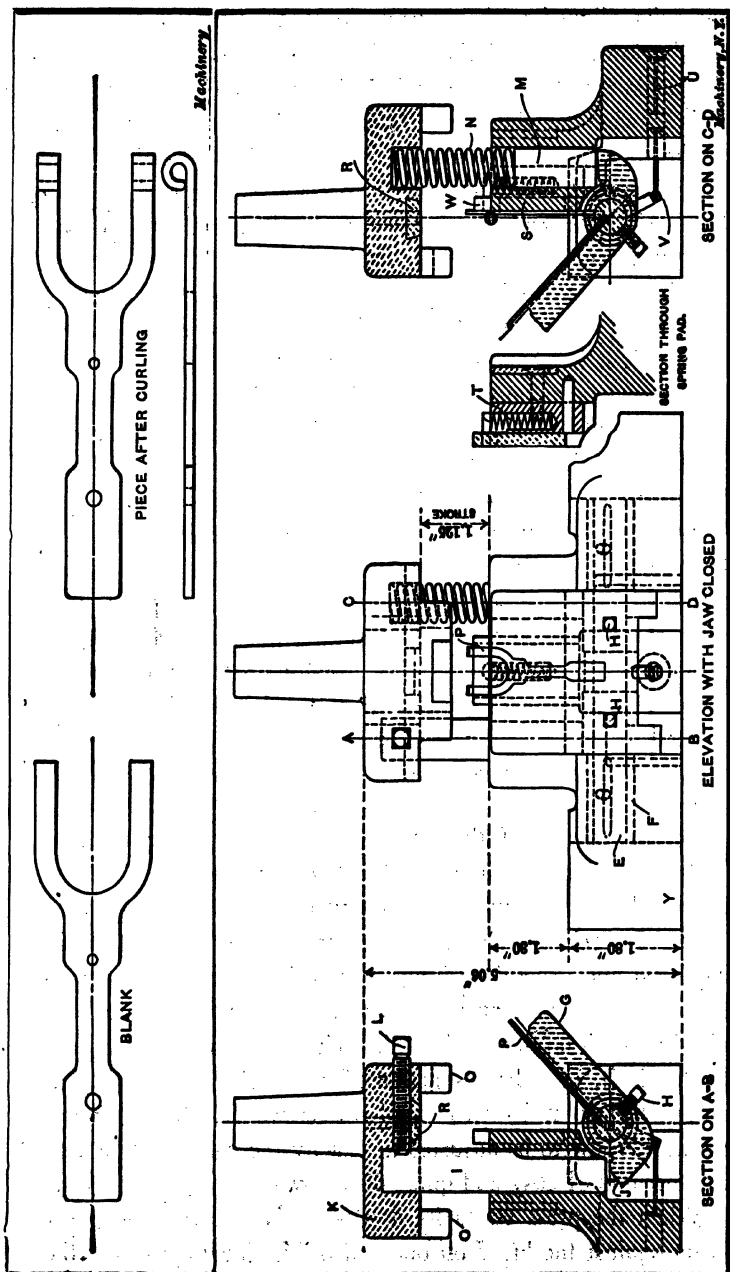 Machinery
PIECE AFTER CURLING
BLANK
Machinery, N.Y.
R
N
M
W
S
U
V
SECTION ON C-D
T
SECTION THROUGH
SPRING PAD.
1.125"
STROKE
C
D
P
H
H
A
B
E
F
Y
ELEVATION WITH JAW CLOSED
5.06"
1.20"
1.80"
K
L
R
O
O
I
P
G
J
H
SECTION ON A-B